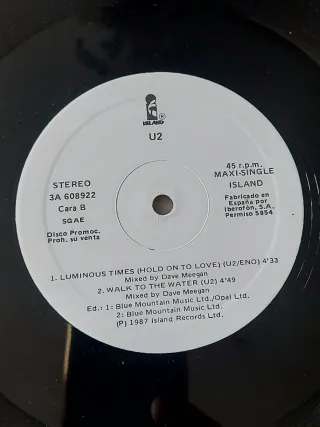 ISLAND®
U2
STEREO
3A 608922
Cara B
SGAE
Disco Promoc.
Proh. su venta
45 r.p.m.
MAXI-SINGLE
ISLAND
Fabricado en
España por
Iberofón, S.A.
Permiso 5854
1. LUMINOUS TIMES (HOLD ON TO LOVE) (U2/ENO) 4'33
Mixed by Dave Meegan
2. WALK TO THE WATER (U2) 4'49
Mixed by Dave Meegan
Ed.: 1: Blue Mountain Music Ltd./Opal Ltd.
2: Blue Mountain Music Ltd.
(P) 1987 Island Records Ltd.